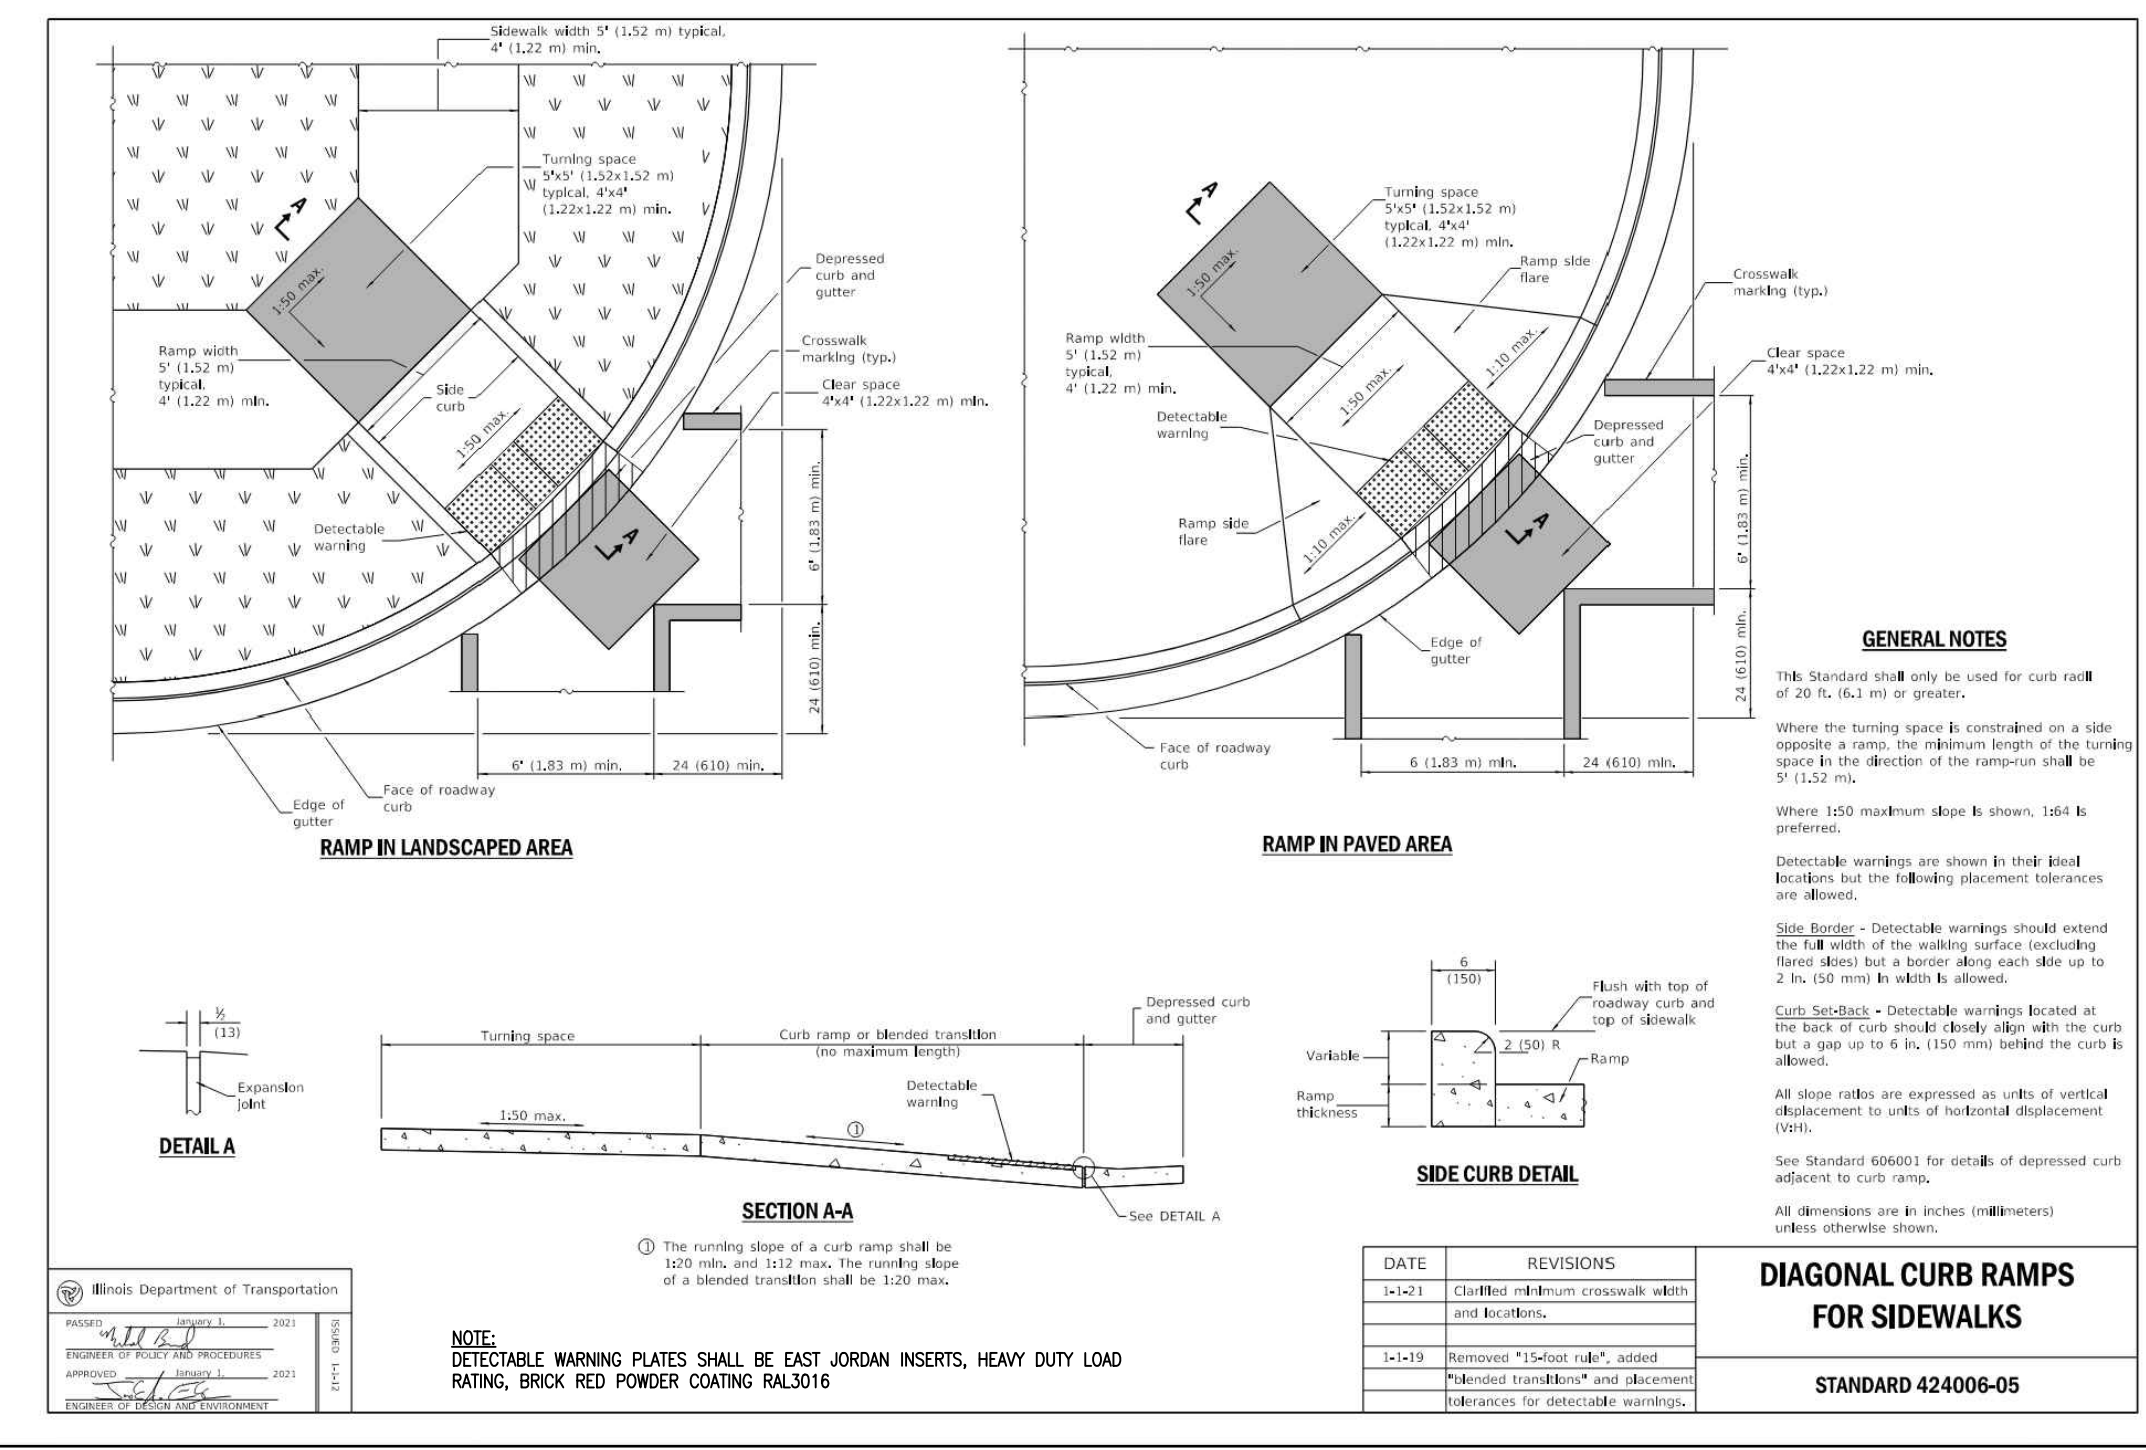 Sidewalk width 5' (1.52 m) typical,
4' (1.22 m) min.
Turning space
5'x5' (1.52x1.52 m)
typical, 4'x4'
(1.22x1.22 m) min.
A
1:50 max.
Depressed
curb and
gutter
Crosswalk
marking (typ.)
Clear space
4'x4' (1.22x1.22 m) min.
Ramp width
5' (1.52 m)
typical,
4' (1.22 m) min.
Side
curb
1:50 max.
Detectable
warning
A
6' (1.83 m) min.
24 (610) min.
6' (1.83 m) min.
24 (610) min.
Face of roadway
curb
Edge of
gutter
RAMP IN LANDSCAPED AREA
A
Turning space
5'x5' (1.52x1.52 m)
typical, 4'x4'
(1.22x1.22 m) min.
1:50 max.
Ramp side
flare
Crosswalk
marking (typ.)
Ramp width
5' (1.52 m)
typical,
4' (1.22 m) min.
1:10 max.
Clear space
4'x4' (1.22x1.22 m) min.
1:50 max.
Detectable
warning
Depressed
curb and
gutter
Ramp side
flare
1:10 max.
A
6' (1.83 m) min.
24 (610) min.
Edge of
gutter
Face of roadway
curb
6 (1.83 m) min.
24 (610) min.
RAMP IN PAVED AREA
GENERAL NOTES
This Standard shall only be used for curb radii
of 20 ft. (6.1 m) or greater.
Where the turning space is constrained on a side
opposite a ramp, the minimum length of the turning
space in the direction of the ramp-run shall be
5' (1.52 m).
Where 1:50 maximum slope is shown, 1:64 is
preferred.
Detectable warnings are shown in their ideal
locations but the following placement tolerances
are allowed.
Side Border - Detectable warnings should extend
the full width of the walking surface (excluding
flared sides) but a border along each side up to
2 in. (50 mm) in width is allowed.
Curb Set-Back - Detectable warnings located at
the back of curb should closely align with the curb
but a gap up to 6 in. (150 mm) behind the curb is
allowed.
All slope ratios are expressed as units of vertical
displacement to units of horizontal displacement
(V:H).
See Standard 606001 for details of depressed curb
adjacent to curb ramp.
All dimensions are in inches (millimeters)
unless otherwise shown.
½
(13)
Expansion
joint
DETAIL A
Turning space
Curb ramp or blended transition
(no maximum length)
Depressed curb
and gutter
1:50 max.
①
Detectable
warning
See DETAIL A
SECTION A-A
① The running slope of a curb ramp shall be
1:20 min. and 1:12 max. The running slope
of a blended transition shall be 1:20 max.
6
(150)
Flush with top of
roadway curb and
top of sidewalk
2 (50) R
Variable
Ramp
Ramp
thickness
SIDE CURB DETAIL
Illinois Department of Transportation
PASSED January 1, 2021
ENGINEER OF POLICY AND PROCEDURES
APPROVED January 1, 2021
ENGINEER OF DESIGN AND ENVIRONMENT
ISSUED 1-1-12
NOTE:
DETECTABLE WARNING PLATES SHALL BE EAST JORDAN INSERTS, HEAVY DUTY LOAD
RATING, BRICK RED POWDER COATING RAL3016
DATE REVISIONS
1-1-21 Clarified minimum crosswalk width
and locations.
1-1-19 Removed "15-foot rule", added
"blended transitions" and placement
tolerances for detectable warnings.
DIAGONAL CURB RAMPS
FOR SIDEWALKS
STANDARD 424006-05